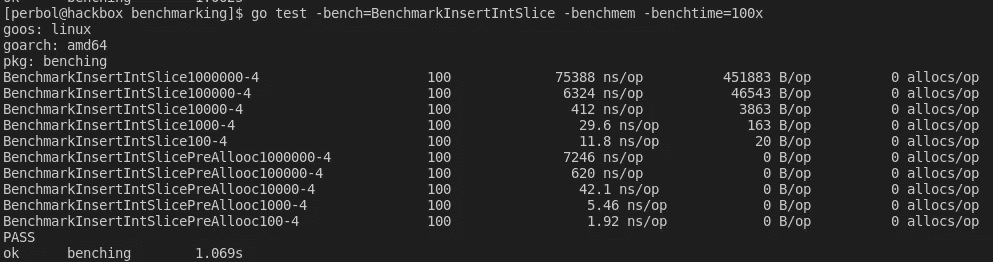 [perbol@hackbox benchmarking]$ go test -bench=BenchmarkInsertIntSlice -benchmem -benchtime=100x
goos: linux
goarch: amd64
pkg: benching
BenchmarkInsertIntSlice1000000-4 100 75388 ns/op 451883 B/op 0 allocs/op
BenchmarkInsertIntSlice100000-4 100 6324 ns/op 46543 B/op 0 allocs/op
BenchmarkInsertIntSlice10000-4 100 412 ns/op 3863 B/op 0 allocs/op
BenchmarkInsertIntSlice1000-4 100 29.6 ns/op 163 B/op 0 allocs/op
BenchmarkInsertIntSlice100-4 100 11.8 ns/op 20 B/op 0 allocs/op
BenchmarkInsertIntSlicePreAllooc1000000-4 100 7246 ns/op 0 B/op 0 allocs/op
BenchmarkInsertIntSlicePreAllooc100000-4 100 620 ns/op 0 B/op 0 allocs/op
BenchmarkInsertIntSlicePreAllooc10000-4 100 42.1 ns/op 0 B/op 0 allocs/op
BenchmarkInsertIntSlicePreAllooc1000-4 100 5.46 ns/op 0 B/op 0 allocs/op
BenchmarkInsertIntSlicePreAllooc100-4 100 1.92 ns/op 0 B/op 0 allocs/op
PASS
ok benching 1.069s